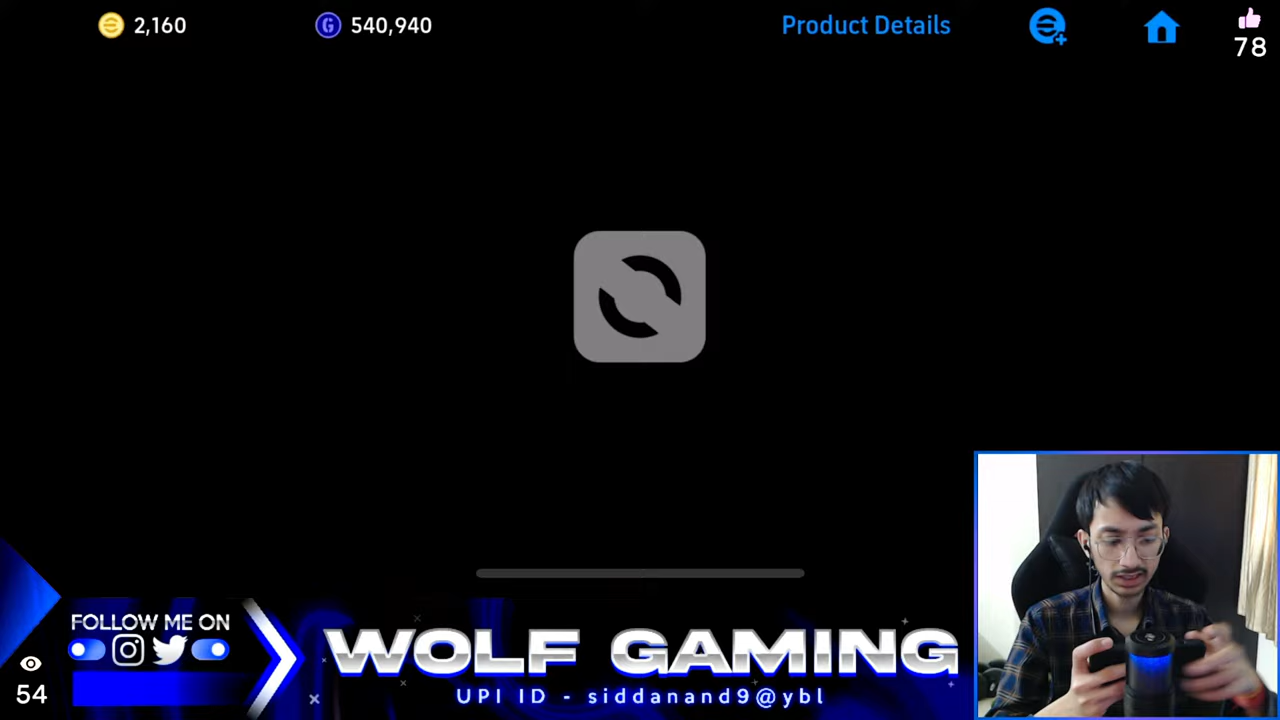 2,160
540,940
Product Details
78
FOLLOW ME ON
54
WOLF GAMING
UPI ID - siddanand9@ybl